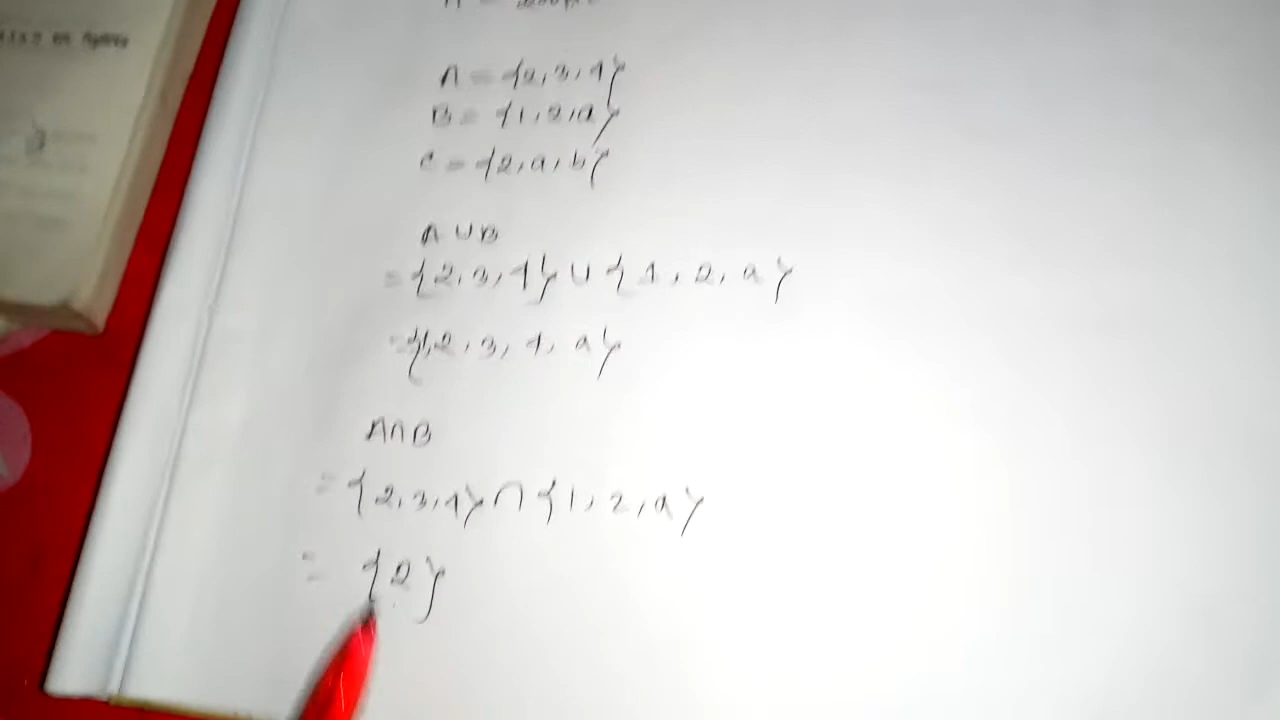 A = {2,3,4}
B = {1,2,a}
C = {2,a,b}
A∪B
= {2,3,4} ∪ {1,2,a}
= {1,2,3,4,a}
A∩B
= {2,3,4} ∩ {1,2,a}
= {2}